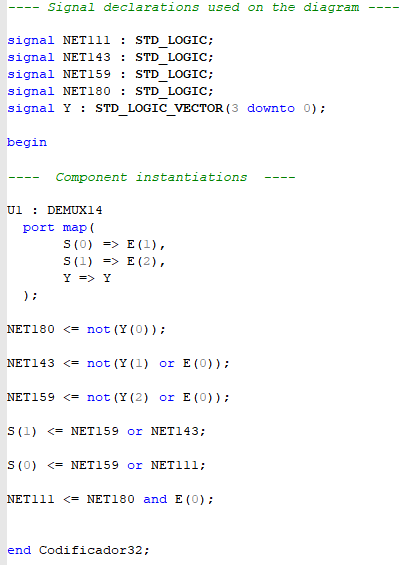 ---- Signal declarations used on the diagram ----
signal NET111 : STD_LOGIC;
signal NET143 : STD_LOGIC;
signal NET159 : STD_LOGIC;
signal NET180 : STD_LOGIC;
signal Y : STD_LOGIC_VECTOR(3 downto 0);
begin
---- Component instantiations ----
U1 : DEMUX14
port map(
S(0) => E(1),
S(1) => E(2),
Y => Y
);
NET180 <= not(Y(0));
NET143 <= not(Y(1) or E(0));
NET159 <= not(Y(2) or E(0));
S(1) <= NET159 or NET143;
S(0) <= NET159 or NET111;
NET111 <= NET180 and E(0);
end Codificador32;